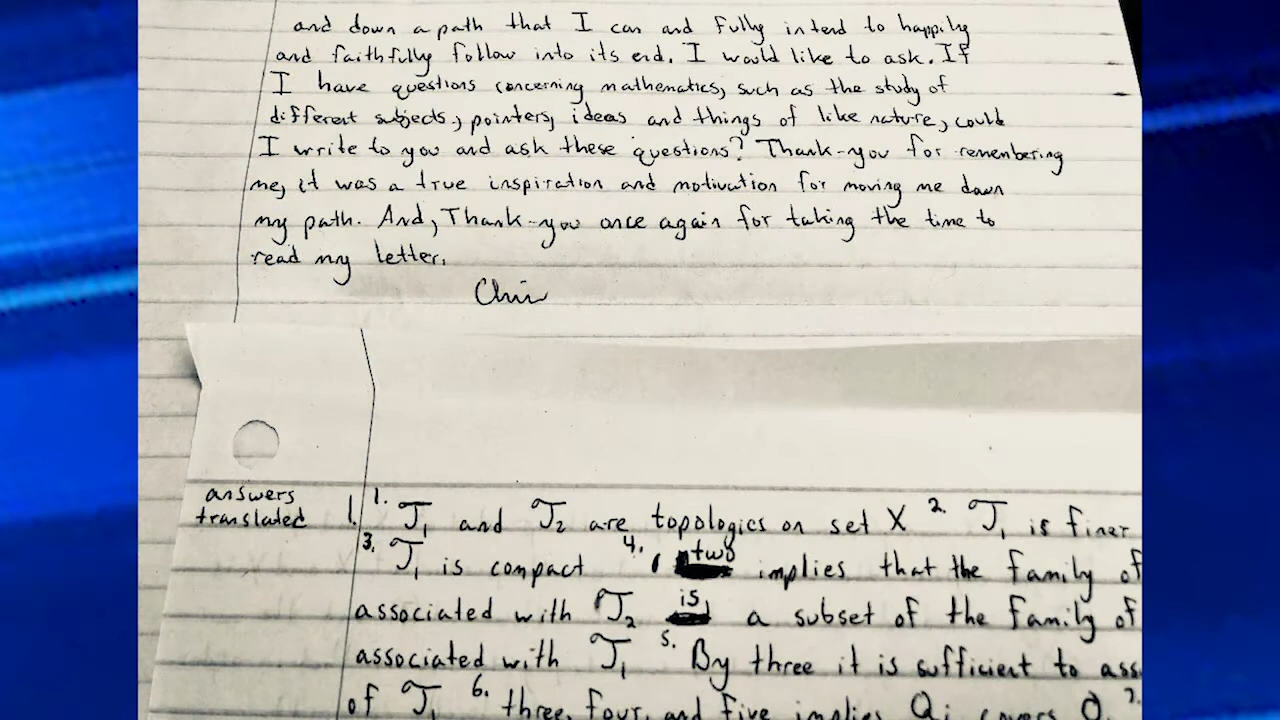 and down a path that I can and fully intend to happily
and faithfully follow into its end. I would like to ask. If
I have questions concerning mathematics, such as the study of
different subjects, pointers, ideas and things of like nature, could
I write to you and ask these questions? Thank-you for remembering
me, it was a true inspiration and motivation for moving me down
my path. And, Thank-you once again for taking the time to
read my letter.
Chris
answers
translated
1. 1. T₁ and T₂ are topologies on set X 2. T₁ is finer
3. T₁ is compact 4. two implies that the family of
associated with T₂ is a subset of the family of
associated with T₁ 5. By three it is sufficient to ass
of T₁ 6. three, four, and five implies Q₁ covers Q.